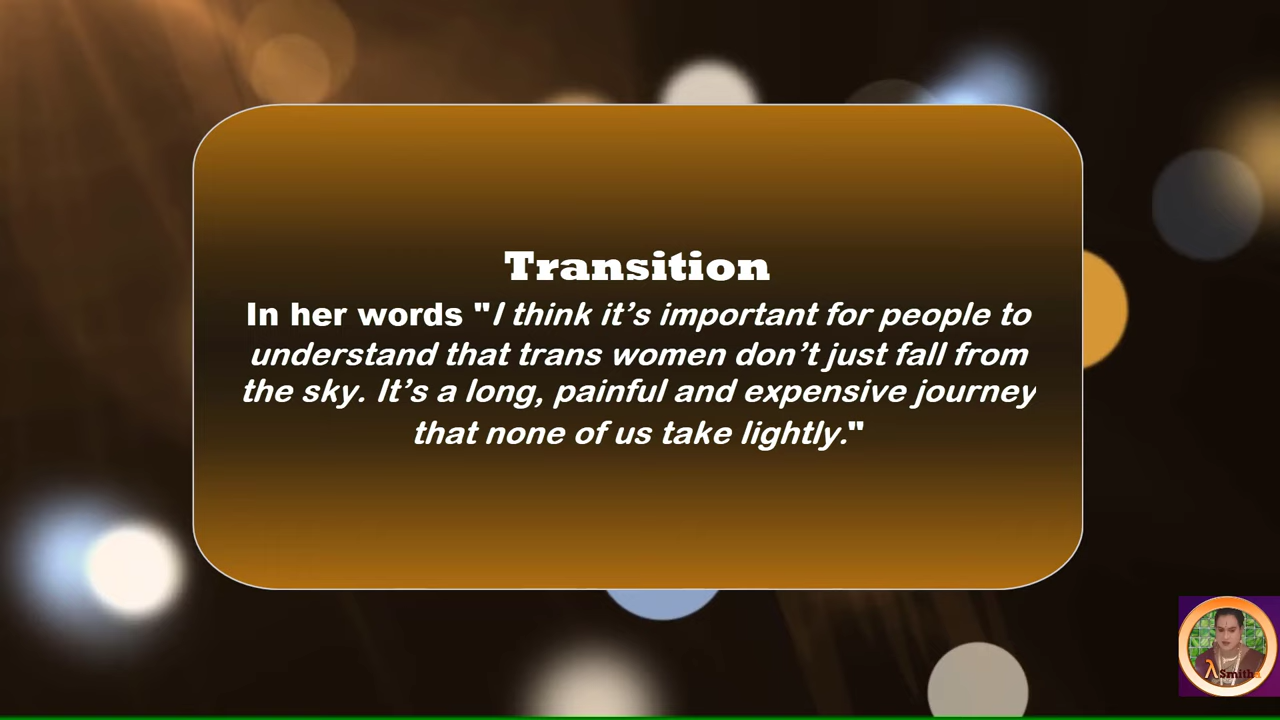 Transition
In her words "I think it’s important for people to
understand that trans women don’t just fall from
the sky. It’s a long, painful and expensive journey
that none of us take lightly."
λ Smitha